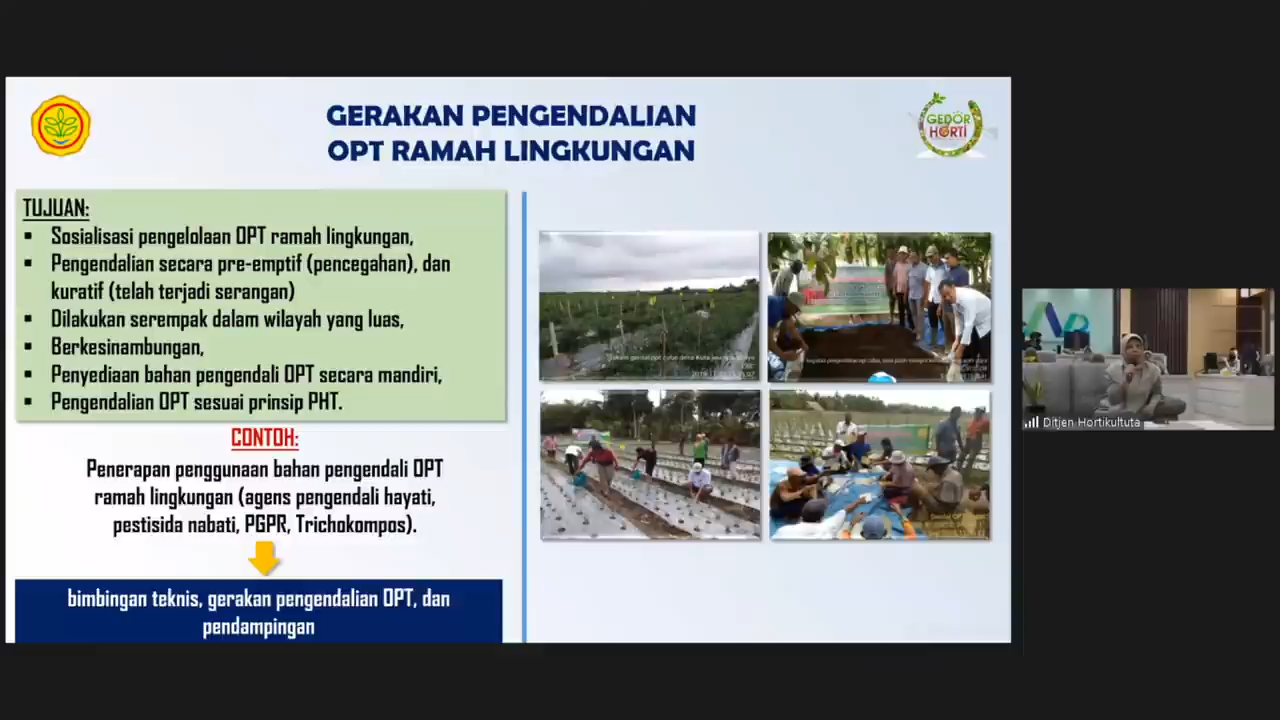 GERAKAN PENGENDALIAN
OPT RAMAH LINGKUNGAN
GEDOR
HORTI
TUJUAN:
▪ Sosialisasi pengelolaan OPT ramah lingkungan,
▪ Pengendalian secara pre-emptif (pencegahan), dan
kuratif (telah terjadi serangan)
▪ Dilakukan serempak dalam wilayah yang luas,
▪ Berkesinambungan,
▪ Penyediaan bahan pengendali OPT secara mandiri,
▪ Pengendalian OPT sesuai prinsip PHT.
CONTOH:
Penerapan penggunaan bahan pengendali OPT
ramah lingkungan (agens pengendali hayati,
pestisida nabati, PGPR, Trichokompos).
bimbingan teknis, gerakan pengendalian OPT, dan
pendampingan
Ditjen Hortikultuta